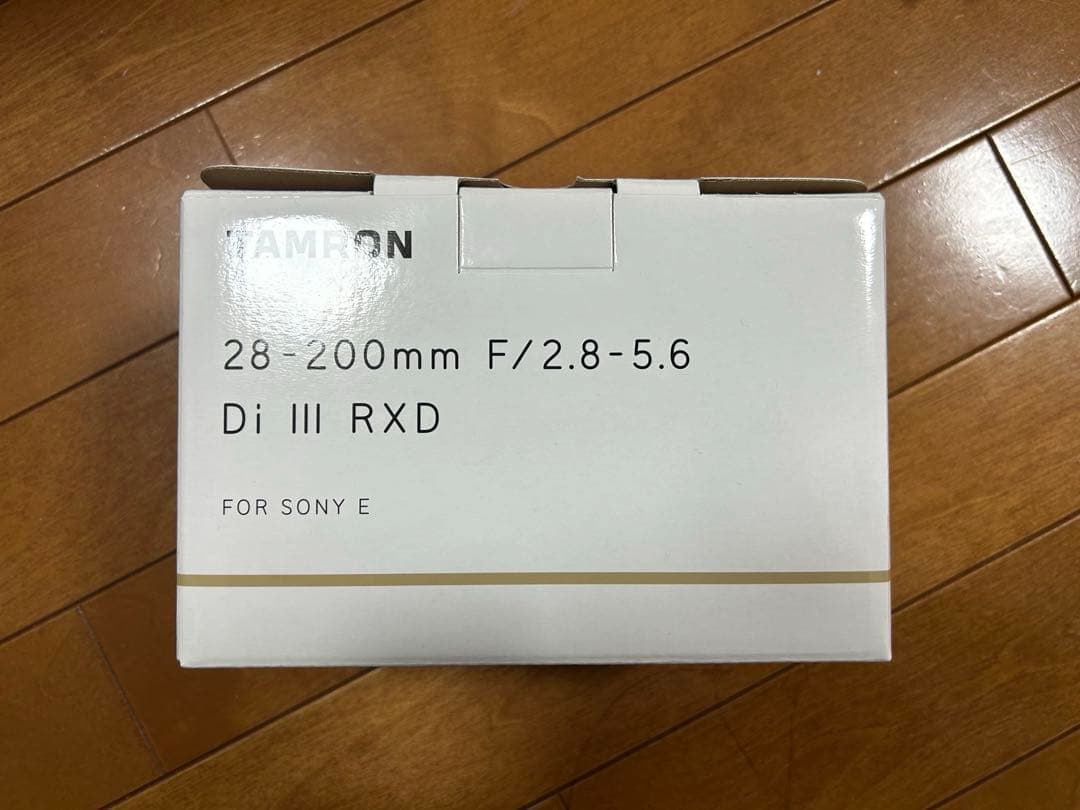 TAMRON
28-200mm F/2.8-5.6
Di III RXD
FOR SONY E